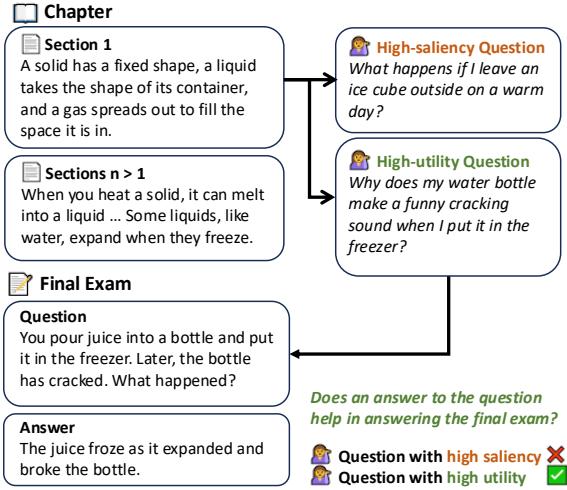 Chapter
Section 1
A solid has a fixed shape, a liquid
takes the shape of its container,
and a gas spreads out to fill the
space it is in.
Sections n > 1
When you heat a solid, it can melt
into a liquid ... Some liquids, like
water, expand when they freeze.
High-saliency Question
What happens if I leave an
ice cube outside on a warm
day?
High-utility Question
Why does my water bottle
make a funny cracking
sound when I put it in the
freezer?
Final Exam
Question
You pour juice into a bottle and put
it in the freezer. Later, the bottle
has cracked. What happened?
Answer
The juice froze as it expanded and
broke the bottle.
Does an answer to the question
help in answering the final exam?
Question with high saliency
Question with high utility